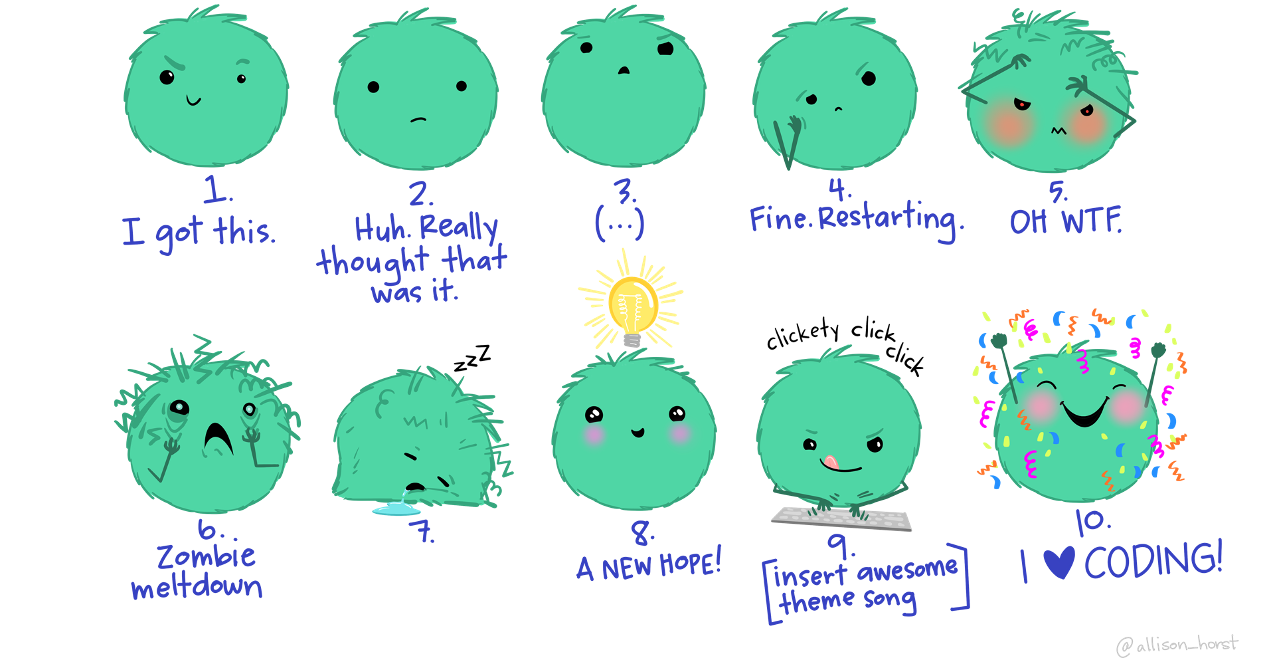 1.
I got this.
2.
Huh. Really
thought that
was it.
3.
(...)
4.
Fine. Restarting.
5.
OH WTF.
6.
Zombie
meltdown
zzZ
7.
8.
A NEW HOPE!
clickety click
click
9.
[insert awesome
theme song]
10.
I ♥ CODING!
@allison_horst